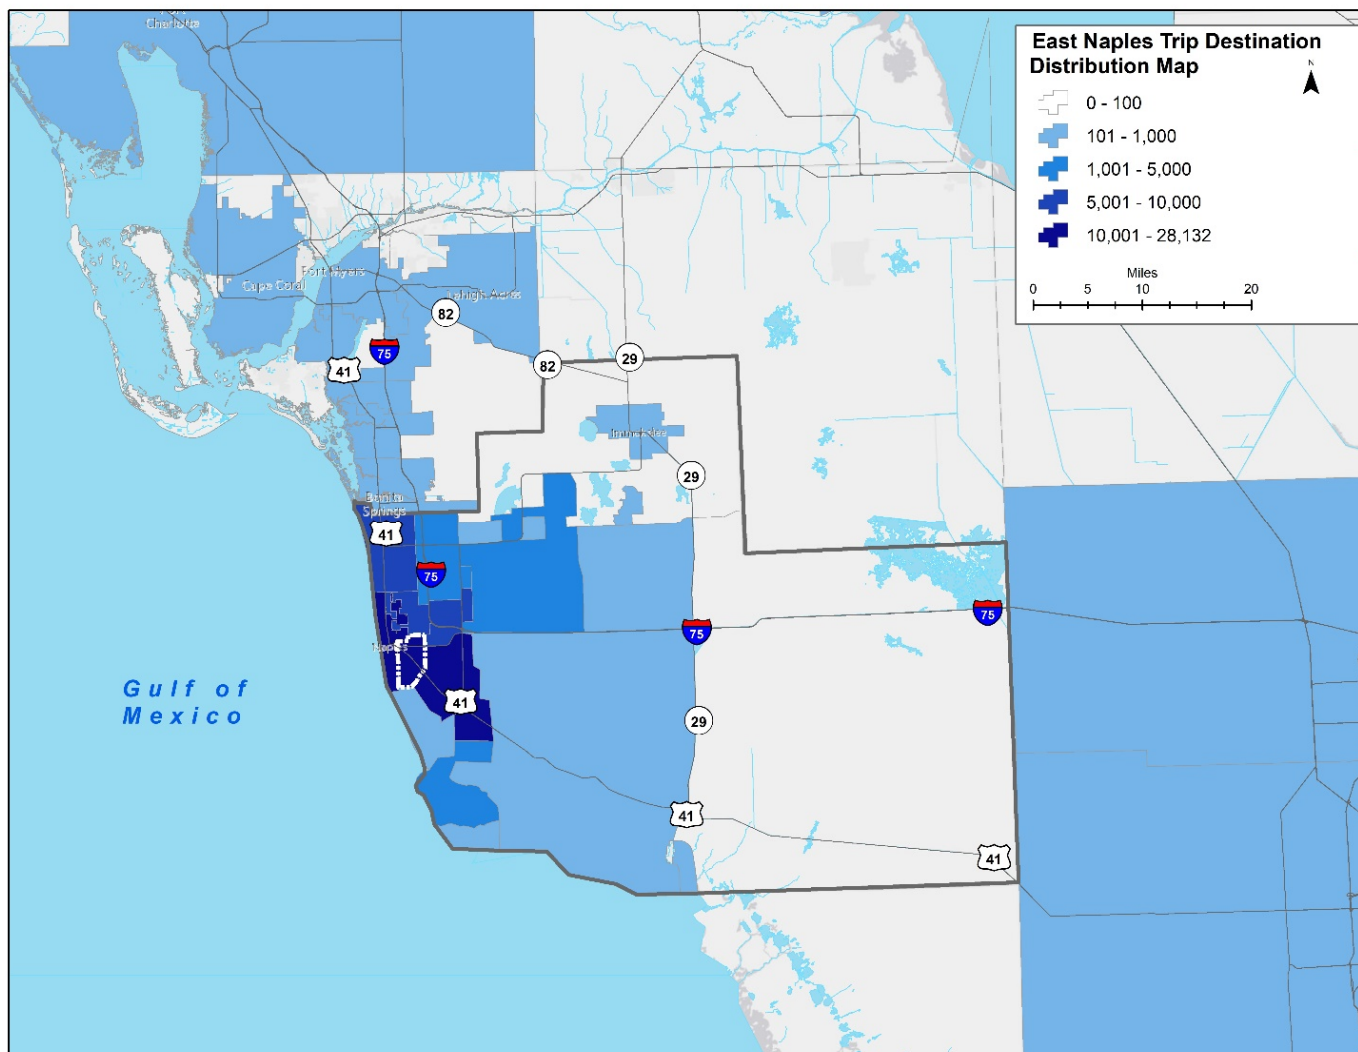 Charlotte
East Naples Trip Destination
Distribution Map
N
0 - 100
101 - 1,000
1,001 - 5,000
5,001 - 10,000
10,001 - 28,132
Miles
0 5 10 20
Fort Myers
Cape Coral
Lehigh Acres
82
75
41
82
29
Immokalee
29
Bonita
Springs
41
75
75
75
Naples
41
29
Gulf of
Mexico
41
41